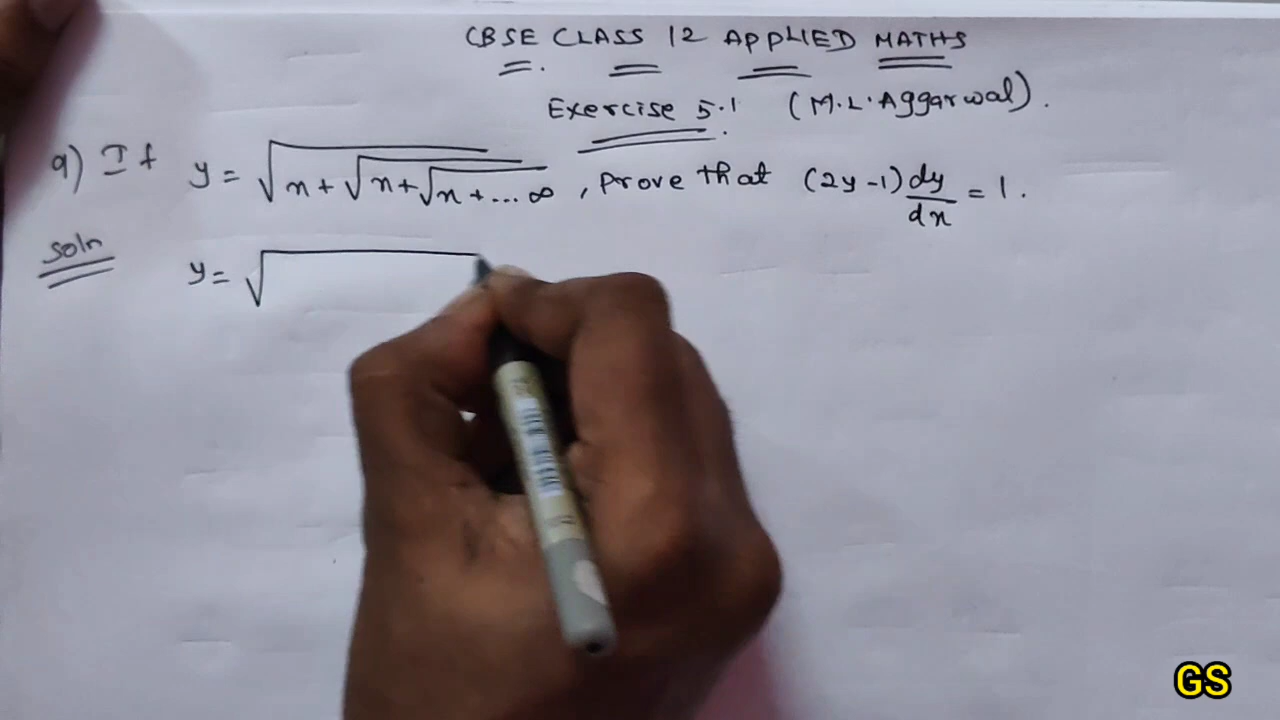 CBSE CLASS 12 APPLIED MATHS
Exercise 5.1 (M.L.Aggarwal).
9) If y = √x+√x+√x+...∞ , prove that (2y-1) dy/dx = 1.
Soln y = √
GS